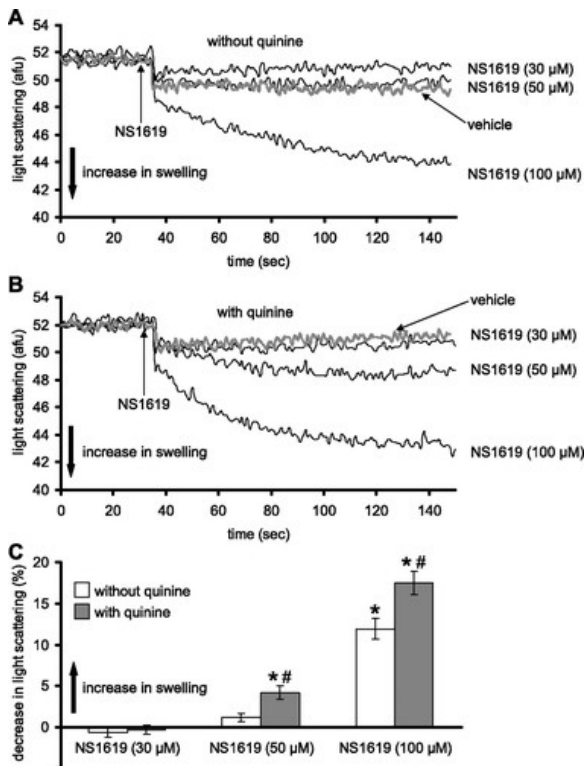 A
without quinine
54
52
50
48
46
44
42
40
light scattering (afu)
NS1619
increase in swelling
NS1619 (30 µM)
NS1619 (50 µM)
vehicle
NS1619 (100 µM)
0 20 40 60 80 100 120 140
time (sec)
B
with quinine
vehicle
54
52
50
48
46
44
42
40
light scattering (afu)
NS1619
increase in swelling
NS1619 (30 µM)
NS1619 (50 µM)
NS1619 (100 µM)
0 20 40 60 80 100 120 140
time (sec)
C
20
15
10
5
0
decrease in light scattering (%)
without quinine
with quinine
increase in swelling
* #
*
* #
NS1619 (30 µM) NS1619 (50 µM) NS1619 (100 µM)